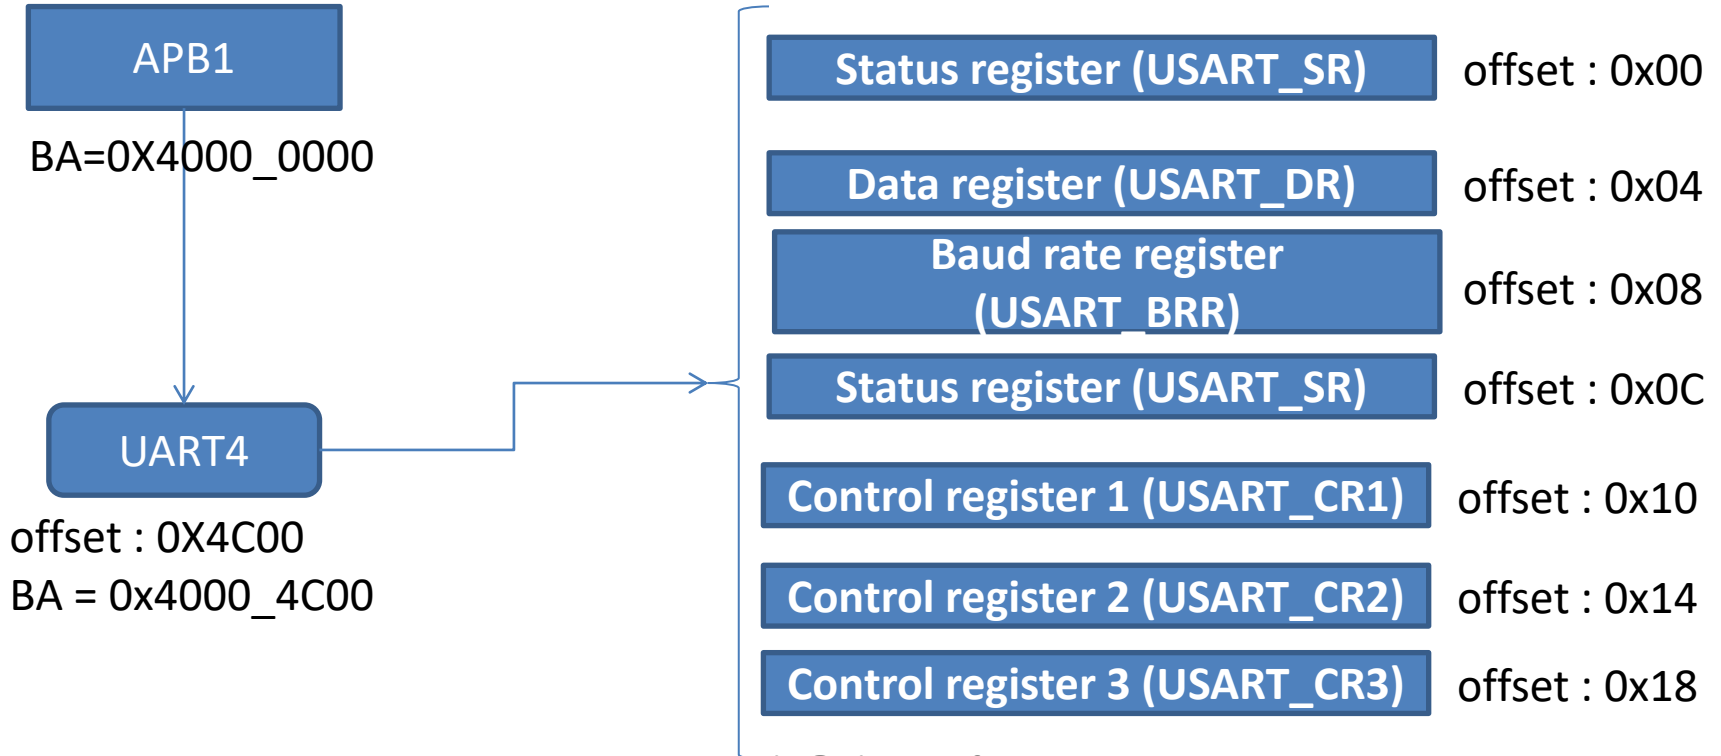 APB1
BA=0X4000_0000
UART4
offset : 0X4C00
BA = 0x4000_4C00
Status register (USART_SR) offset : 0x00
Data register (USART_DR) offset : 0x04
Baud rate register
(USART_BRR) offset : 0x08
Status register (USART_SR) offset : 0x0C
Control register 1 (USART_CR1) offset : 0x10
Control register 2 (USART_CR2) offset : 0x14
Control register 3 (USART_CR3) offset : 0x18